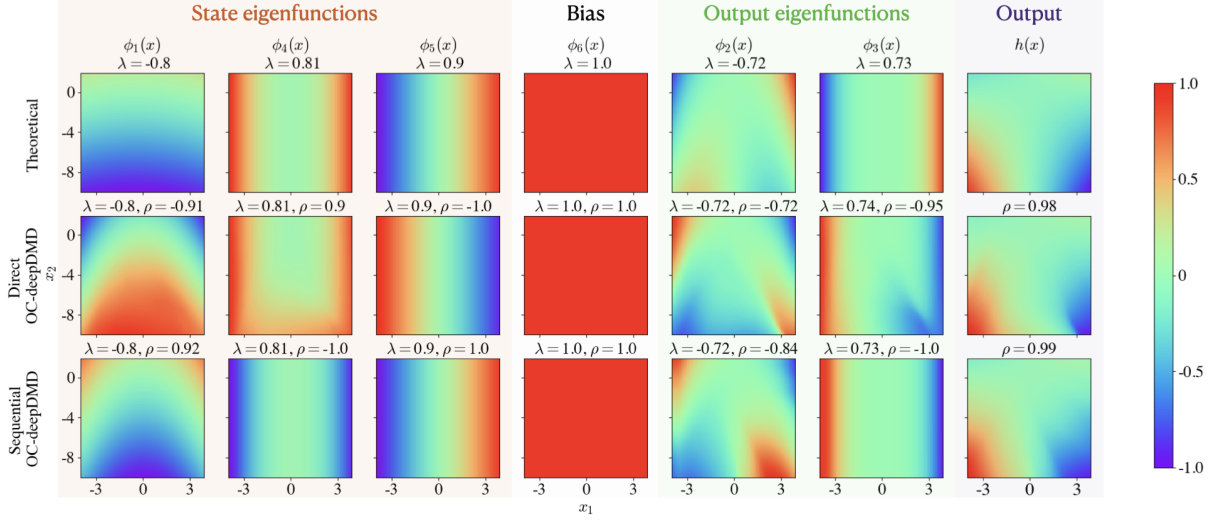 State eigenfunctions Bias Output eigenfunctions Output
ϕ₁(x) ϕ₄(x) ϕ₅(x) ϕ₆(x) ϕ₂(x) ϕ₃(x) h(x)
λ = -0.8 λ = 0.81 λ = 0.9 λ = 1.0 λ = -0.72 λ = 0.73
Theoretical
0
-4
-8
λ = -0.8, ρ = -0.91 λ = 0.81, ρ = 0.9 λ = 0.9, ρ = -1.0 λ = 1.0, ρ = 1.0 λ = -0.72, ρ = -0.72 λ = 0.74, ρ = -0.95 ρ = 0.98
Direct
OC-deepDMD
x₂
0
-4
-8
λ = -0.8, ρ = 0.92 λ = 0.81, ρ = -1.0 λ = 0.9, ρ = 1.0 λ = 1.0, ρ = 1.0 λ = -0.72, ρ = -0.84 λ = 0.73, ρ = -1.0 ρ = 0.99
Sequential
OC-deepDMD
0
-4
-8
-3 0 3 -3 0 3 -3 0 3 -3 0 3 -3 0 3 -3 0 3 -3 0 3
x₁
1.0
0.5
0
-0.5
-1.0